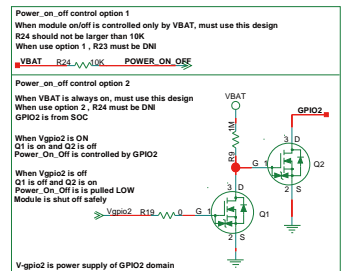 Power_on_off control option 1
When module on/off is controlled only by VBAT, must use this design
R24 should not be larger than 10K
When use option 1 , R23 must be DNI
VBAT R24 10K POWER_ON_OFF
Power_on_off control option 2
When VBAT is always on, must use this design
When use option 2 , R24 must be DNI
GPIO2 is from SOC
VBAT
GPIO2
When Vgpio2 is ON
Q1 is on and Q2 is off
Power_On_Off is controlled by GPIO2
1M
R9
3 D
G 1
Q2
2 S
When Vgpio2 is off
Q1 is off and Q2 is on
Power_On_Off is is pulled LOW
Module is shut off safely
3 D
Vgpio2 R19 0 G 1
Q1
2 S
V-gpio2 is power supply of GPIO2 domain